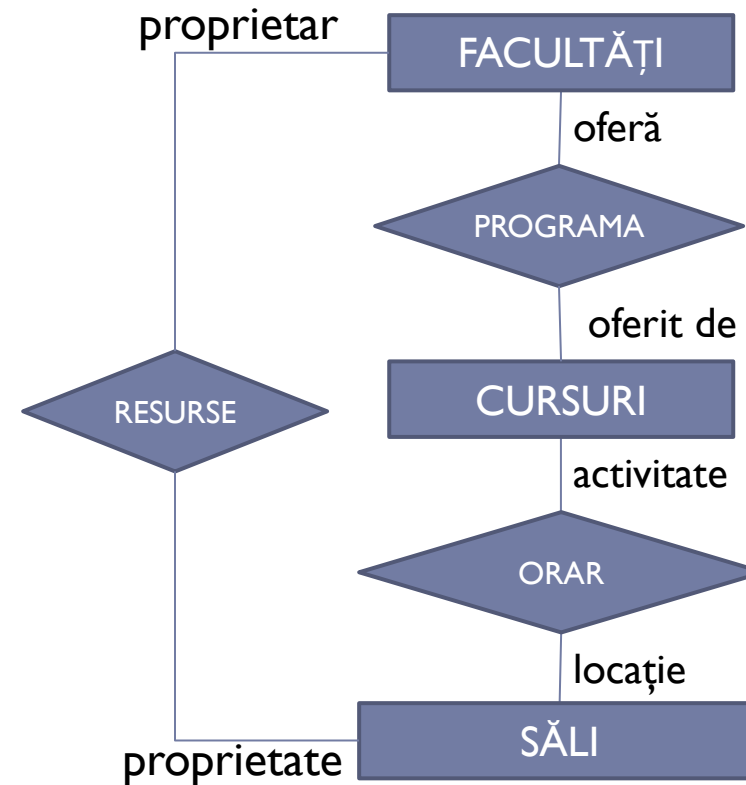 proprietar
FACULTĂȚI
oferă
PROGRAMA
oferit de
RESURSE
CURSURI
activitate
ORAR
locație
SĂLI
proprietate